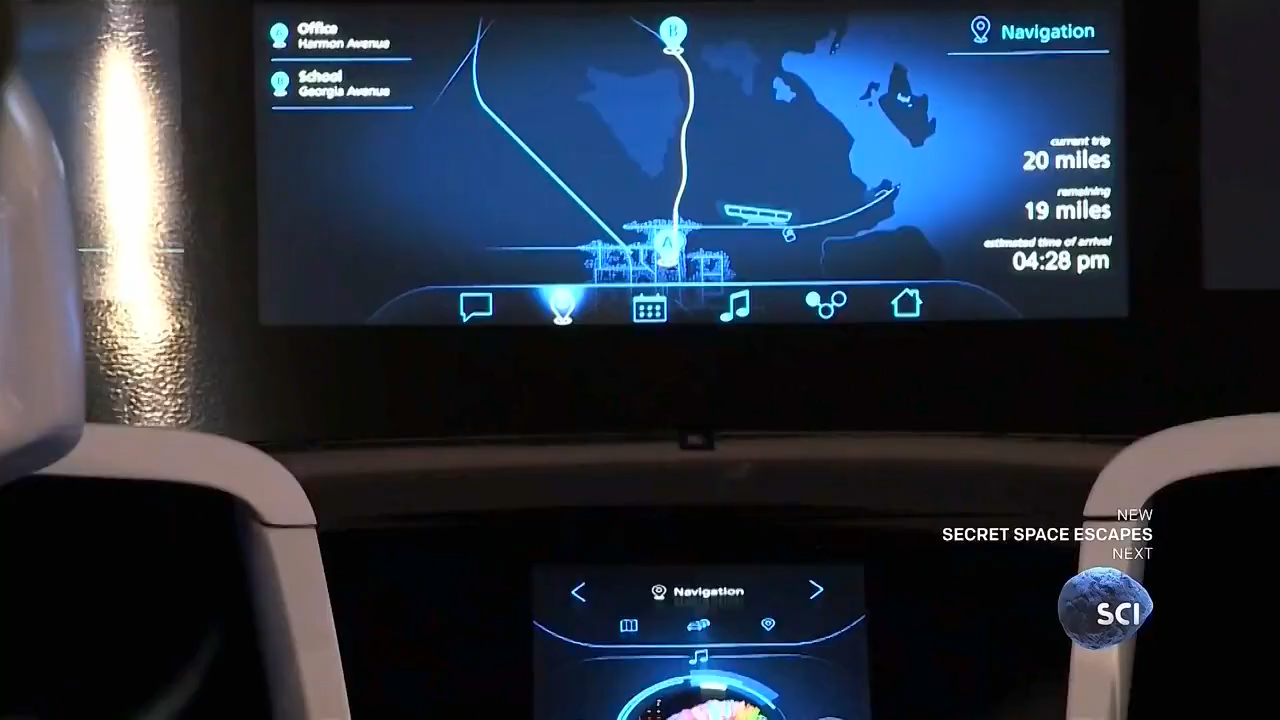 Office
Harmon Avenue
School
Georgia Avenue
B
A
Navigation
current trip
20 miles
remaining
19 miles
estimated time of arrival
04:28 pm
NEW
SECRET SPACE ESCAPES
NEXT
SCI
Navigation